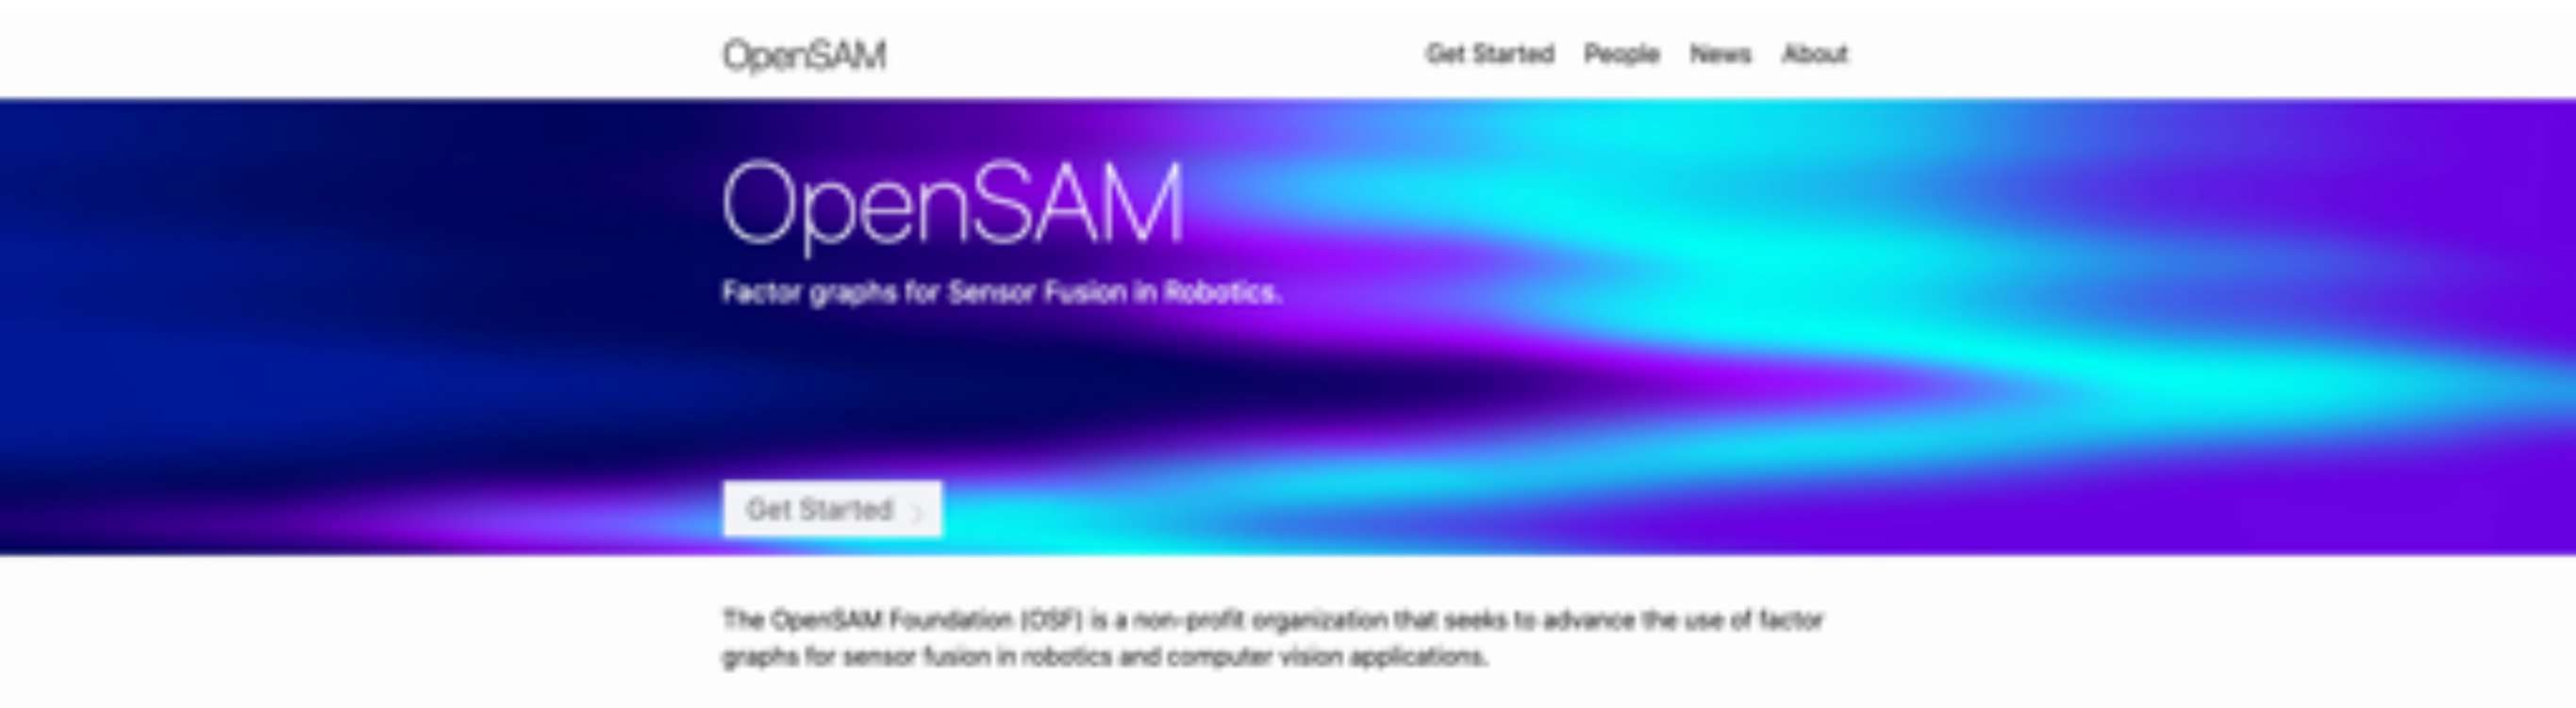 OpenSAM
Get Started People News About
OpenSAM
Factor graphs for Sensor Fusion in Robotics.
Get Started
The OpenSAM Foundation (OSF) is a non-profit organization that seeks to advance the use of factor
graphs for sensor fusion in robotics and computer vision applications.